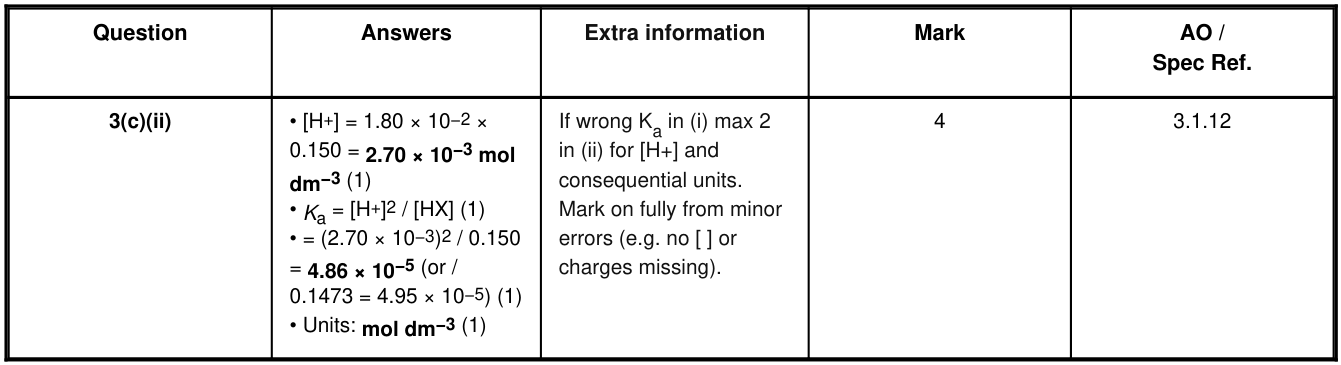 Question
Answers
Extra information
Mark
AO /
Spec Ref.
3(c)(ii)
• [H+] = 1.80 × 10−2 ×
0.150 = 2.70 × 10−3 mol
dm−3 (1)
• Ka = [H+]2 / [HX] (1)
• = (2.70 × 10−3)2 / 0.150
= 4.86 × 10−5 (or /
0.1473 = 4.95 × 10−5) (1)
• Units: mol dm−3 (1)
If wrong Ka in (i) max 2
in (ii) for [H+] and
consequential units.
Mark on fully from minor
errors (e.g. no [ ] or
charges missing).
4
3.1.12